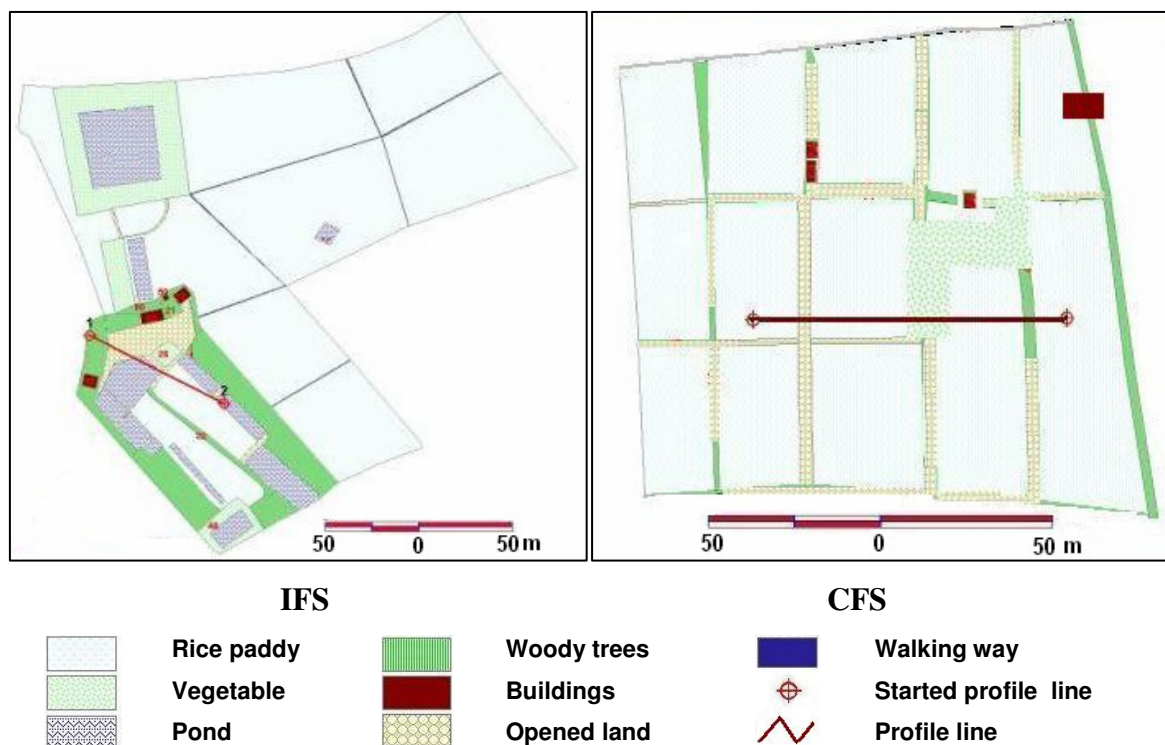 1
2
50 0 50 m
50 0 50 m
IFS CFS
Rice paddy Woody trees Walking way
Vegetable Buildings Started profile line
Pond Opened land Profile line